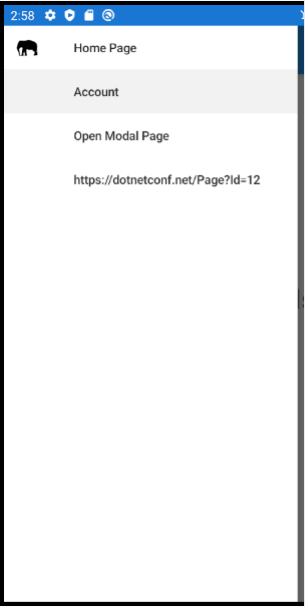 2:58
Home Page
Account
Open Modal Page
https://dotnetconf.net/Page?Id=12